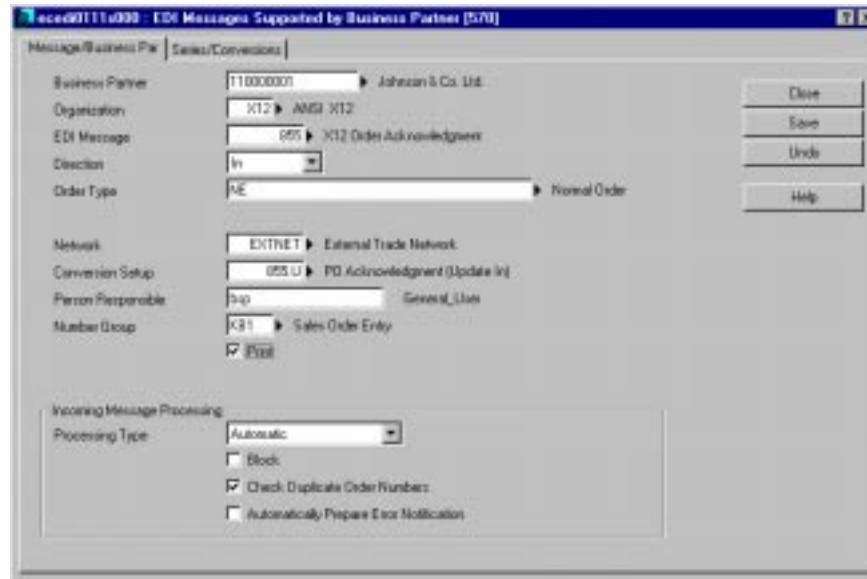 ecedi0111s000 : EDI Messages Supported by Business Partner [570]
Message/Business Par Series/Conversions
Business Partner 110000001 Johnson & Co. Ltd.
Organization X12 ANSI X12
EDI Message 855 X12 Order Acknowledgment
Direction In
Order Type NE Normal Order
Network EXTNET External Trade Network
Conversion Setup 855.U PO Acknowledgment (Update In)
Person Responsible General_User
Number Group Sales Order Entry
Print
Incoming Message Processing
Processing Type Automatic
Block
Check Duplicate Order Numbers
Automatically Prepare Error Notification
Close
Save
Undo
Help